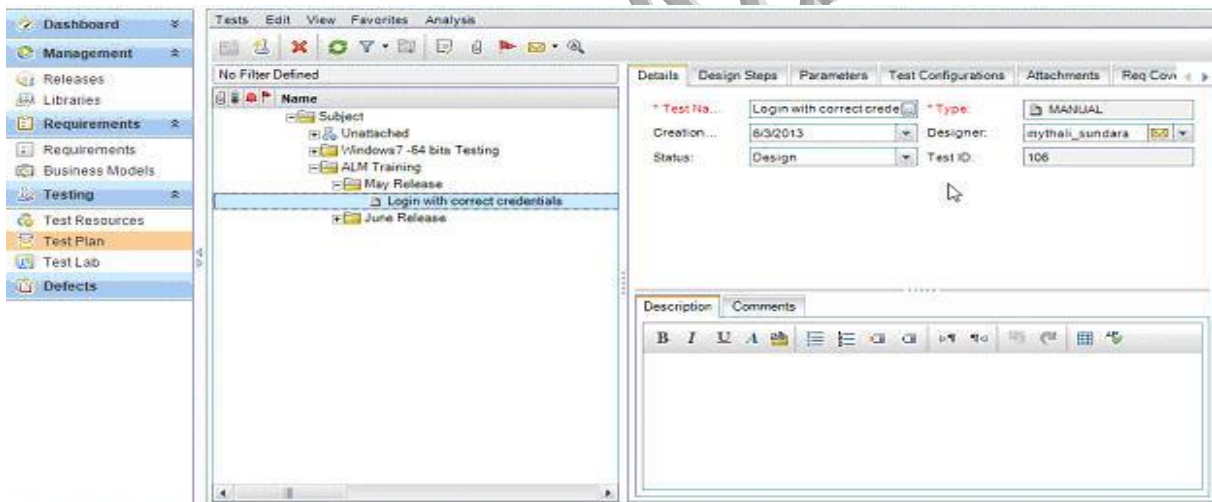 Dashboard
Management
Releases
Libraries
Requirements
Requirements
Business Models
Testing
Test Resources
Test Plan
Test Lab
Defects
Tests Edit View Favorites Analysis
No Filter Defined
Name
Subject
Unattached
Windows7 -64 bits Testing
ALM Training
May Release
Login with correct credentials
June Release
Details Design Steps Parameters Test Configurations Attachments Req Cov
* Test Na... Login with correct crede * Type: MANUAL
Creation... 6/3/2013 Designer: mythali_sundara
Status: Design Test ID: 106
Description Comments
B I U A ab